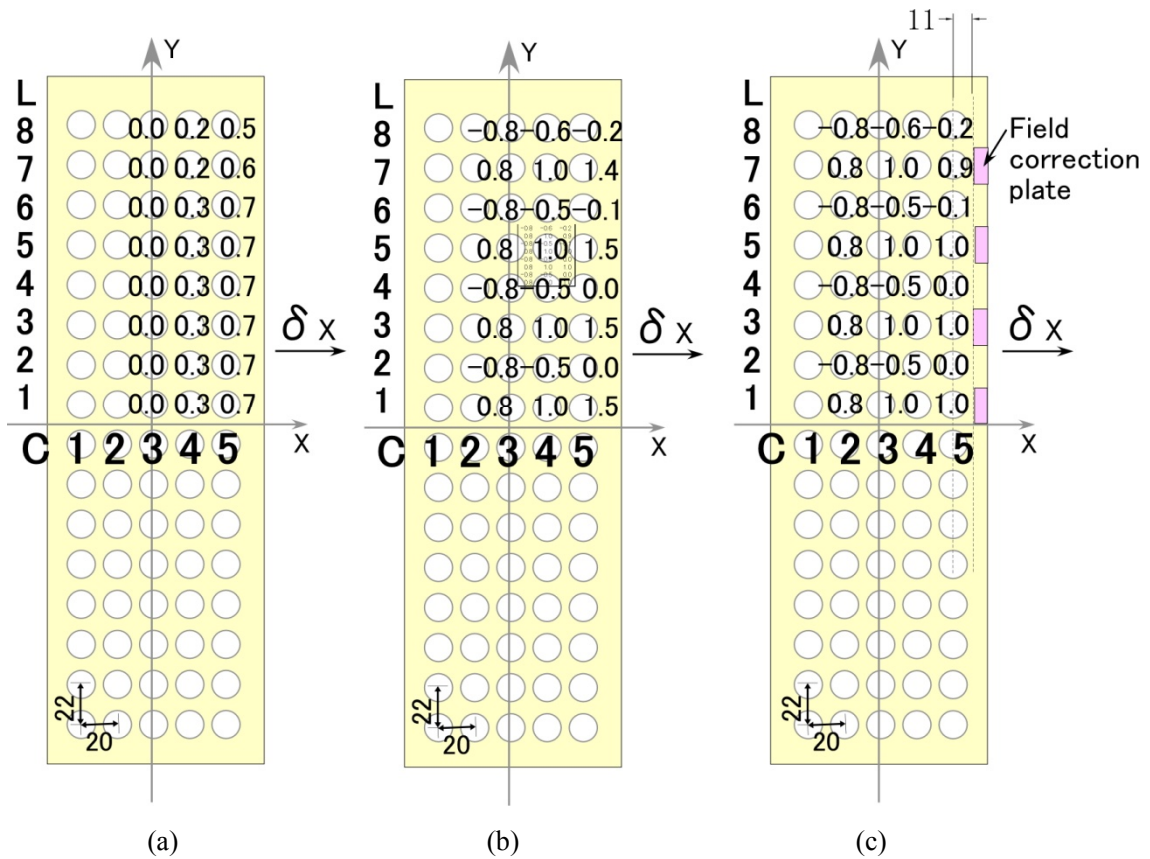 Y
L
8 0.0 0.2 0.5
7 0.0 0.2 0.6
6 0.0 0.3 0.7
5 0.0 0.3 0.7
4 0.0 0.3 0.7
3 0.0 0.3 0.7
2 0.0 0.3 0.7
1 0.0 0.3 0.7
δ X
X
C 1 2 3 4 5
22
20
(a)
Y
L
8 -0.8 -0.6 -0.2
7 0.8 1.0 1.4
6 -0.8 -0.5 -0.1
5 0.8 1.0 1.5
4 -0.8 -0.5 0.0
3 0.8 1.0 1.5
2 -0.8 -0.5 0.0
1 0.8 1.0 1.5
δ X
X
C 1 2 3 4 5
22
20
(b)
11
Y
L
8 -0.8 -0.6 -0.2
7 0.8 1.0 0.9
6 -0.8 -0.5 -0.1
5 0.8 1.0 1.0
4 -0.8 -0.5 0.0
3 0.8 1.0 1.0
2 -0.8 -0.5 0.0
1 0.8 1.0 1.0
Field
correction
plate
δ X
X
C 1 2 3 4 5
22
20
(c)